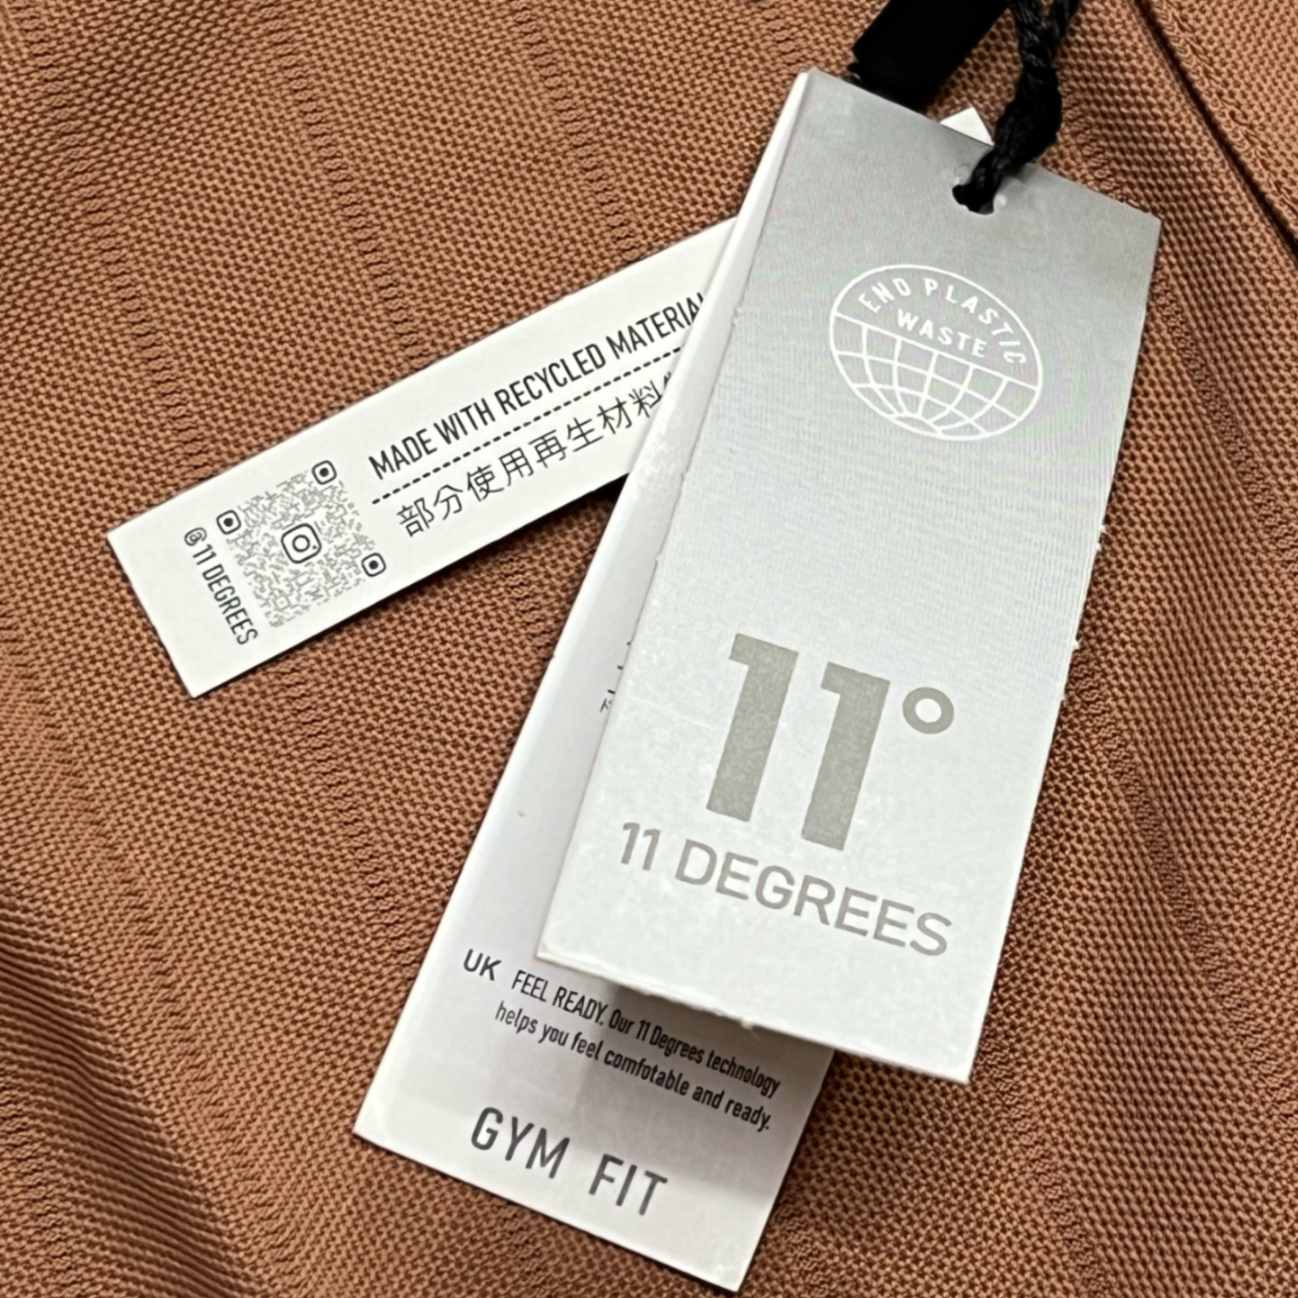 END PLASTIC
WASTE
11°
11 DEGREES
MADE WITH RECYCLED MATERIAL
部分使用再生材料
@11 DEGREES
UK FEEL READY. Our 11 Degrees technology
helps you feel comfotable and ready.
GYM FIT